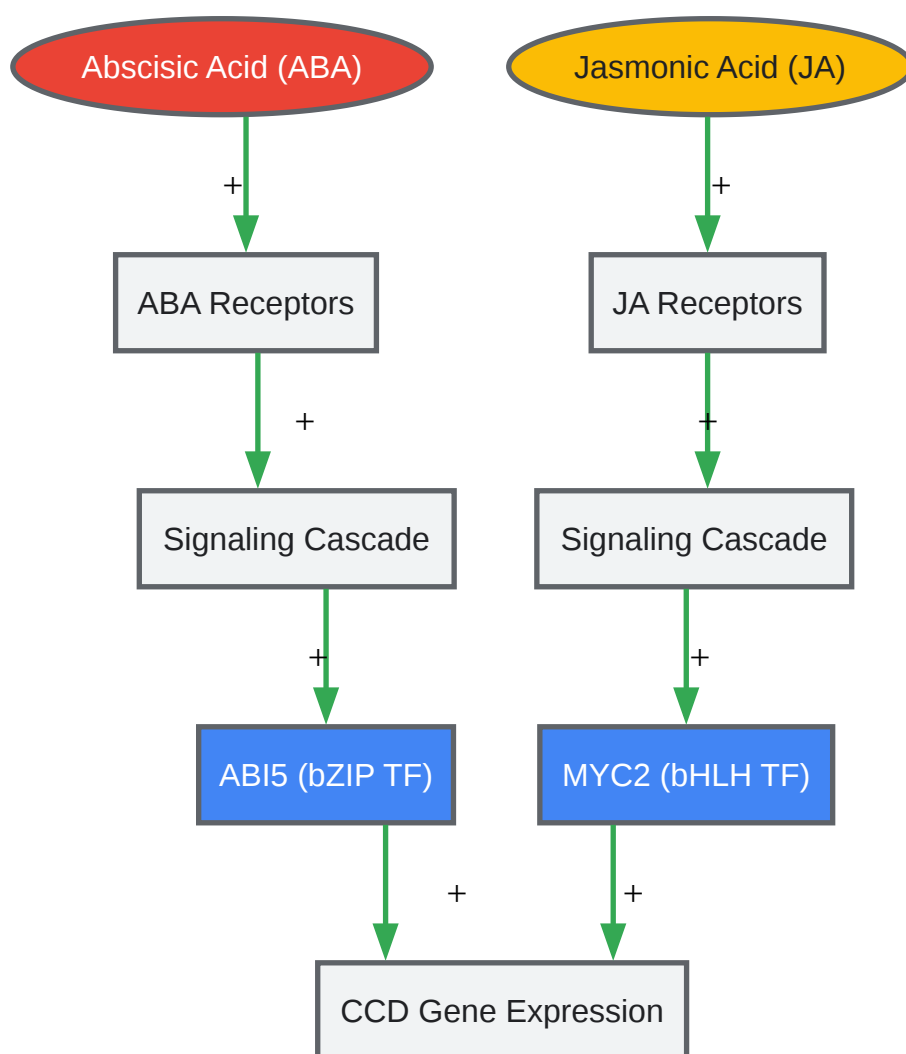 Abscisic Acid (ABA)
Jasmonic Acid (JA)
+
+
ABA Receptors
JA Receptors
+
+
Signaling Cascade
Signaling Cascade
+
+
ABI5 (bZIP TF)
MYC2 (bHLH TF)
+
+
CCD Gene Expression